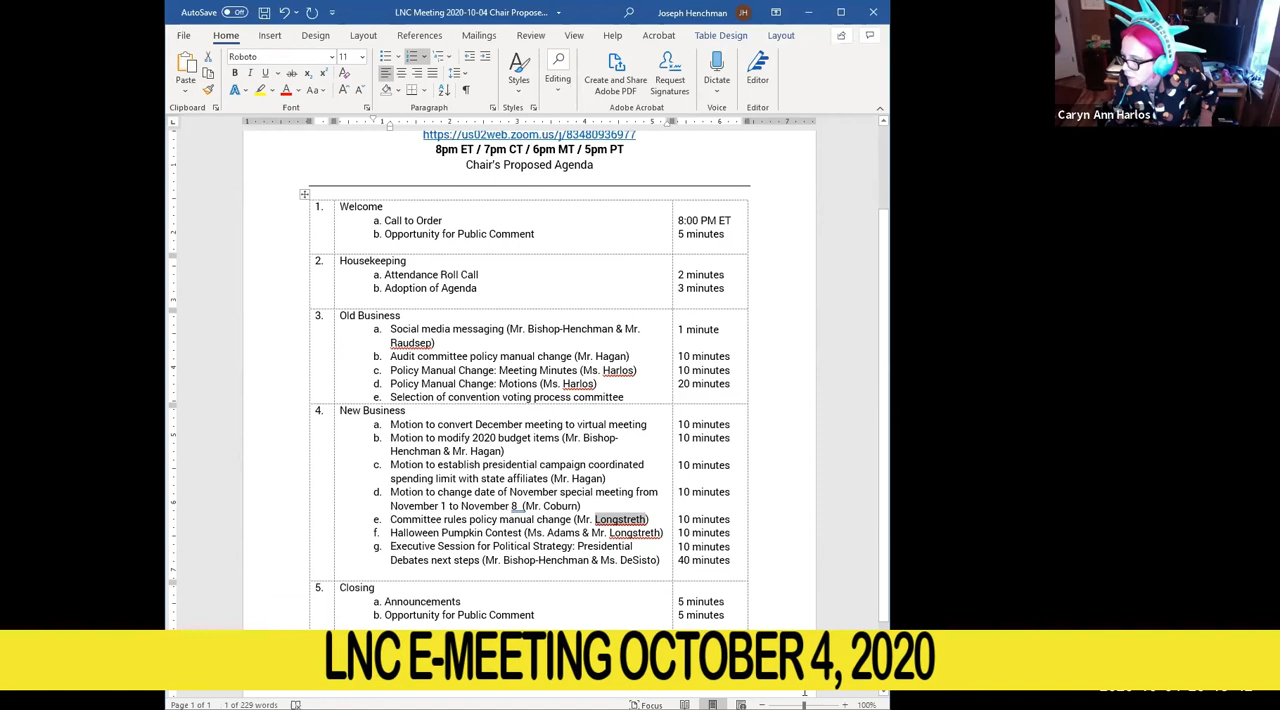 AutoSave Off LNC Meeting 2020-10-04 Chair Propose... Joseph Henchman JH
File Home Insert Design Layout References Mailings Review View Help Acrobat Table Design Layout
Roboto 11
Paste Styles Editing Create and Share Adobe PDF Request Signatures Dictate Editor
Clipboard Font Paragraph Styles Adobe Acrobat Voice Editor
Caryn Ann Harlos
https://us02web.zoom.us/j/83480936977
8pm ET / 7pm CT / 6pm MT / 5pm PT
Chair's Proposed Agenda
1. Welcome
a. Call to Order 8:00 PM ET
b. Opportunity for Public Comment 5 minutes
2. Housekeeping
a. Attendance Roll Call 2 minutes
b. Adoption of Agenda 3 minutes
3. Old Business
a. Social media messaging (Mr. Bishop-Henchman & Mr. 1 minute
Raudsep)
b. Audit committee policy manual change (Mr. Hagan) 10 minutes
c. Policy Manual Change: Meeting Minutes (Ms. Harlos) 10 minutes
d. Policy Manual Change: Motions (Ms. Harlos) 20 minutes
e. Selection of convention voting process committee
4. New Business
a. Motion to convert December meeting to virtual meeting 10 minutes
b. Motion to modify 2020 budget items (Mr. Bishop- 10 minutes
Henchman & Mr. Hagan)
c. Motion to establish presidential campaign coordinated 10 minutes
spending limit with state affiliates (Mr. Hagan)
d. Motion to change date of November special meeting from 10 minutes
November 1 to November 8 (Mr. Coburn)
e. Committee rules policy manual change (Mr. Longstreth) 10 minutes
f. Halloween Pumpkin Contest (Ms. Adams & Mr. Longstreth) 10 minutes
g. Executive Session for Political Strategy: Presidential 10 minutes
Debates next steps (Mr. Bishop-Henchman & Ms. DeSisto) 40 minutes
5. Closing
a. Announcements 5 minutes
b. Opportunity for Public Comment 5 minutes
LNC E-MEETING OCTOBER 4, 2020
Page 1 of 1 1 of 229 words Focus 100%